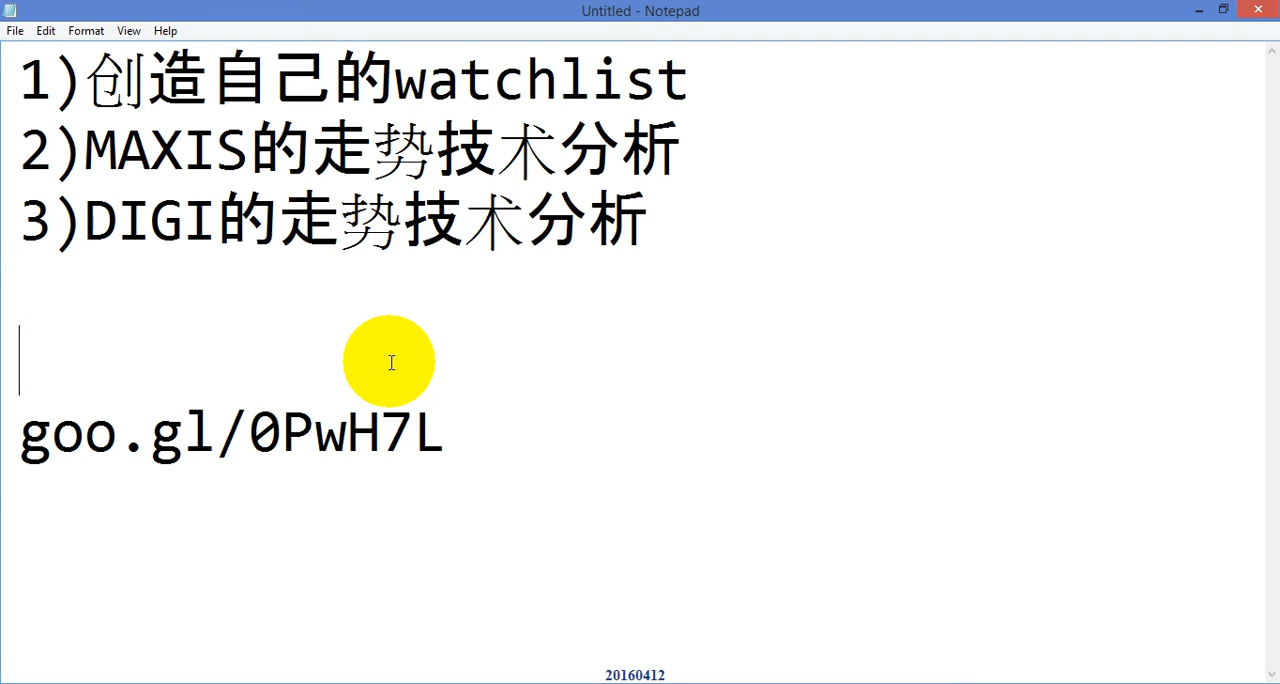 Untitled - Notepad
File Edit Format View Help
1)创造自己的watchlist
2)MAXIS的走势技术分析
3)DIGI的走势技术分析
goo.gl/0PwH7L
20160412